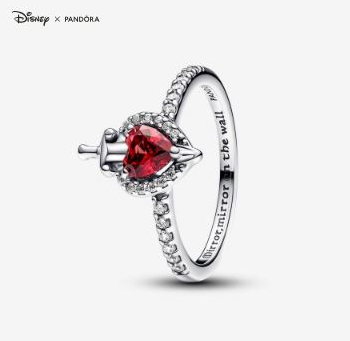 Disney × PANDORA
Mirror, mirror on the wall